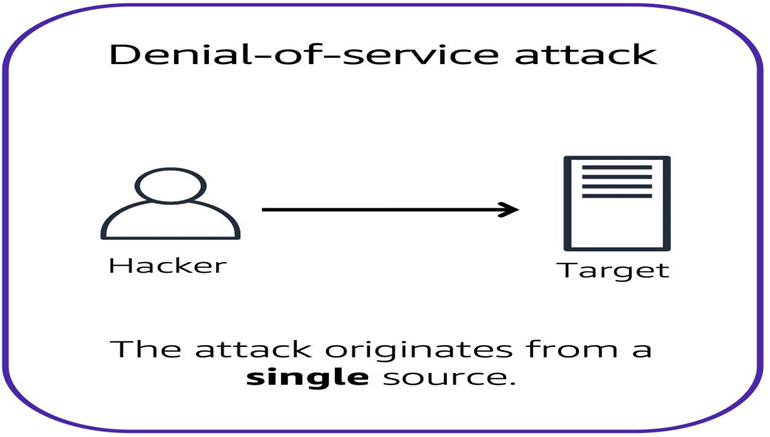 Denial-of-service attack
Hacker
Target
The attack originates from a
single source.